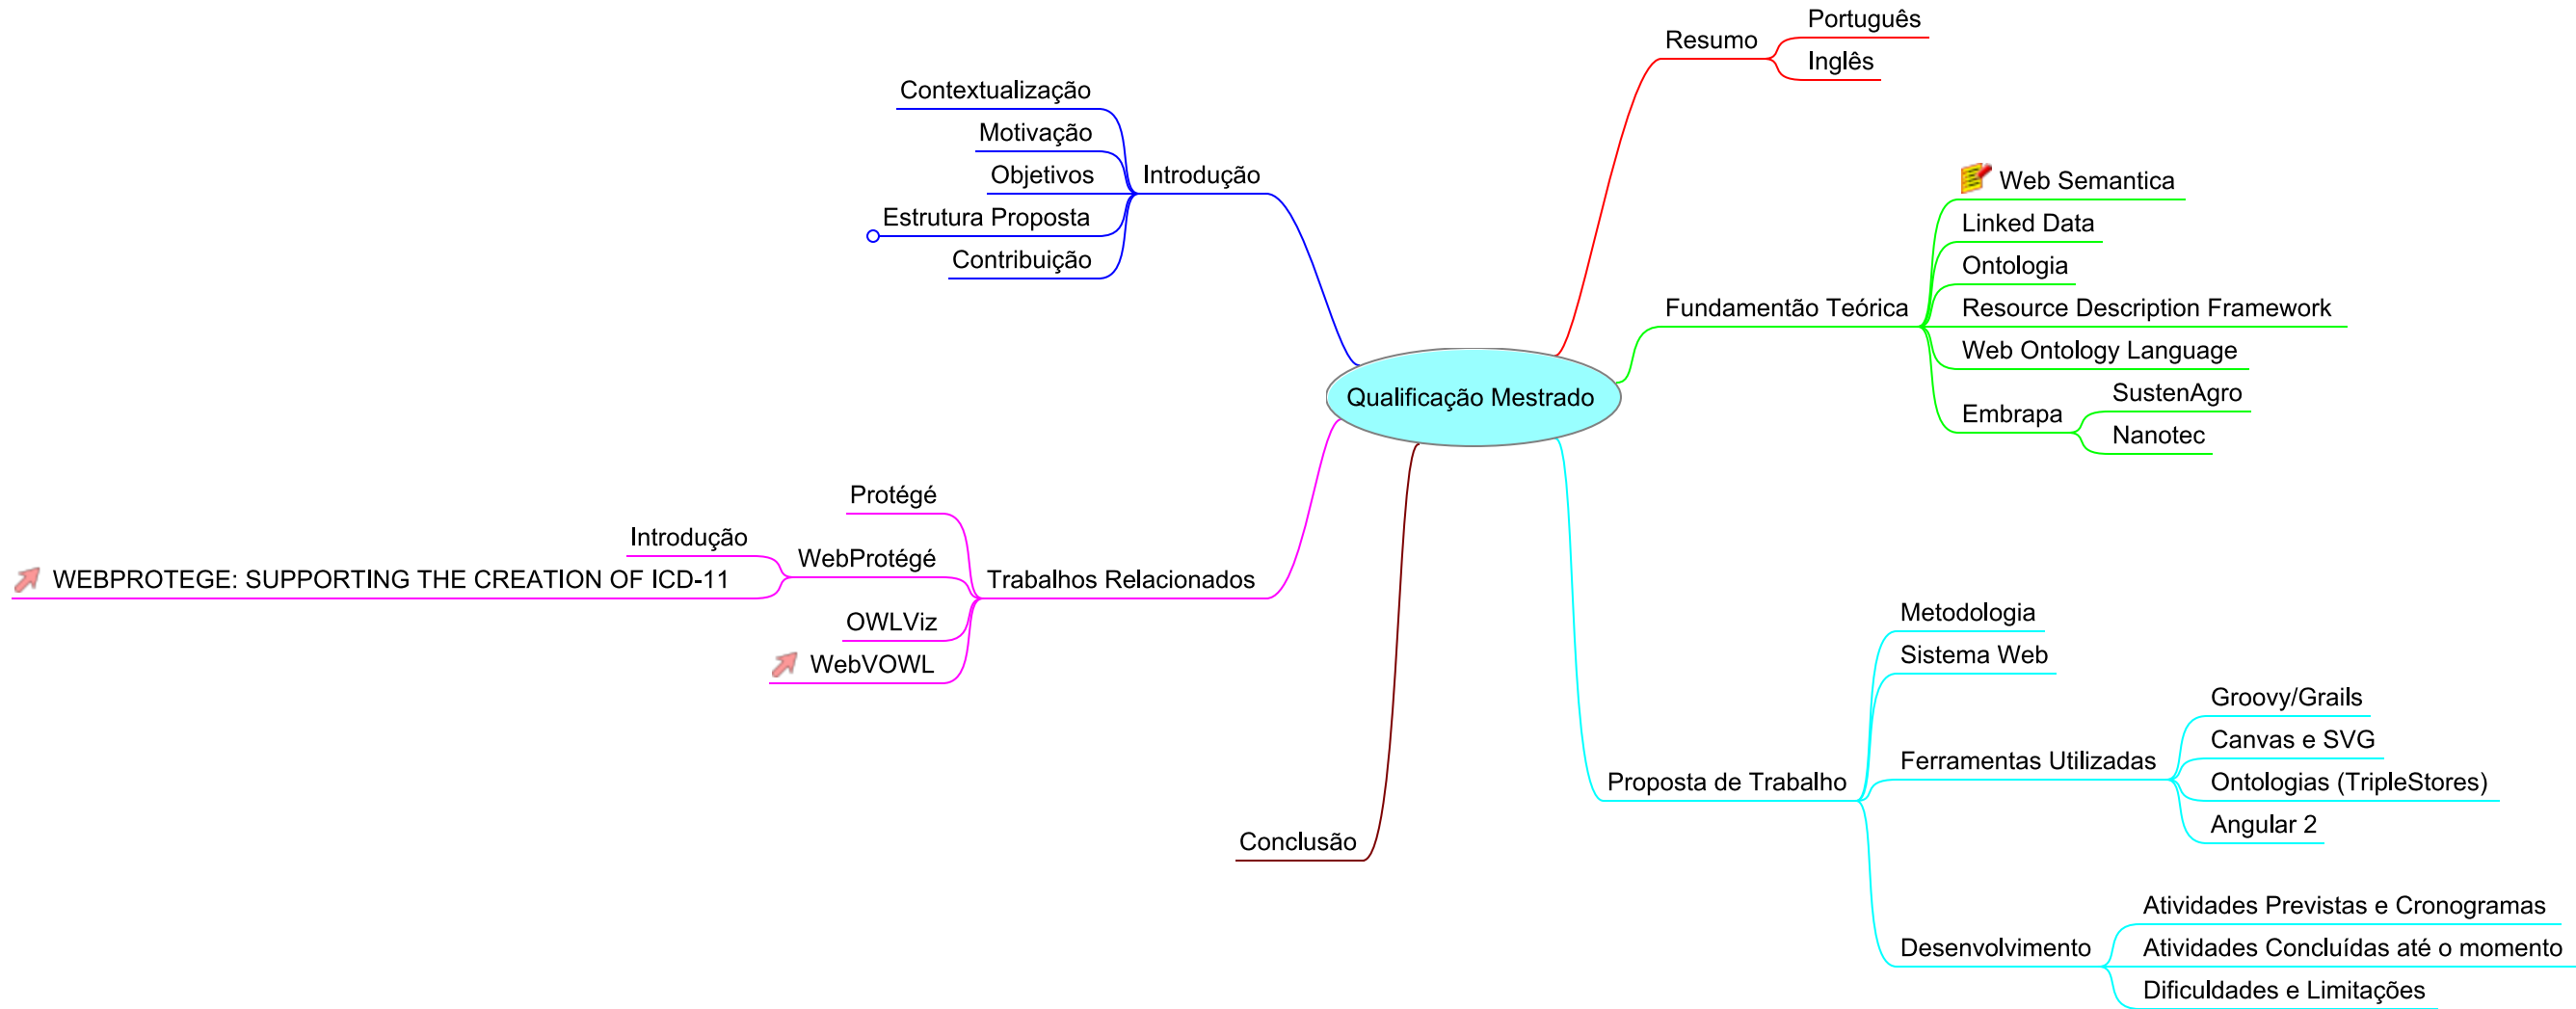 Qualificação Mestrado
Resumo
Português
Inglês
Fundamentão Teórica
Web Semantica
Linked Data
Ontologia
Resource Description Framework
Web Ontology Language
Embrapa
SustenAgro
Nanotec
Proposta de Trabalho
Metodologia
Sistema Web
Ferramentas Utilizadas
Groovy/Grails
Canvas e SVG
Ontologias (TripleStores)
Angular 2
Desenvolvimento
Atividades Previstas e Cronogramas
Atividades Concluídas até o momento
Dificuldades e Limitações
Introdução
Contextualização
Motivação
Objetivos
Estrutura Proposta
Contribuição
Trabalhos Relacionados
Protégé
WebProtégé
Introdução
WEBPROTEGE: SUPPORTING THE CREATION OF ICD-11
OWLViz
WebVOWL
Conclusão